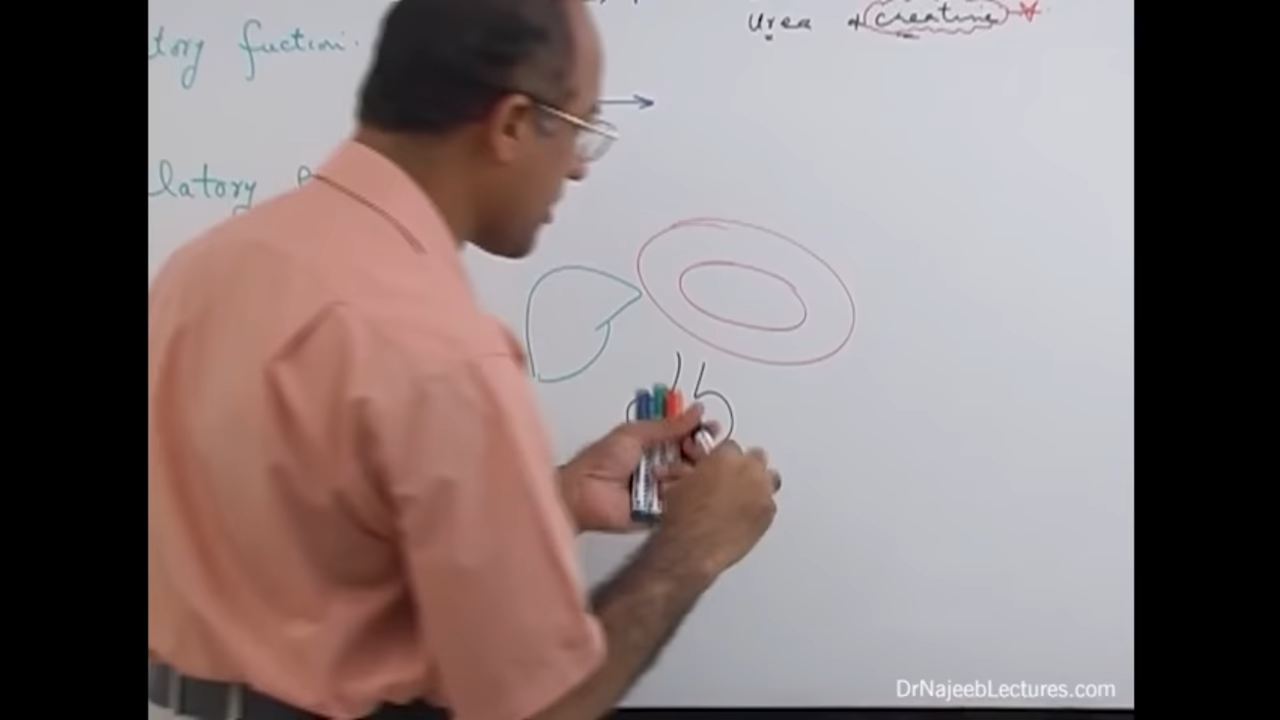 Urea & creatine
tory fuction.
latory f
DrNajeebLectures.com